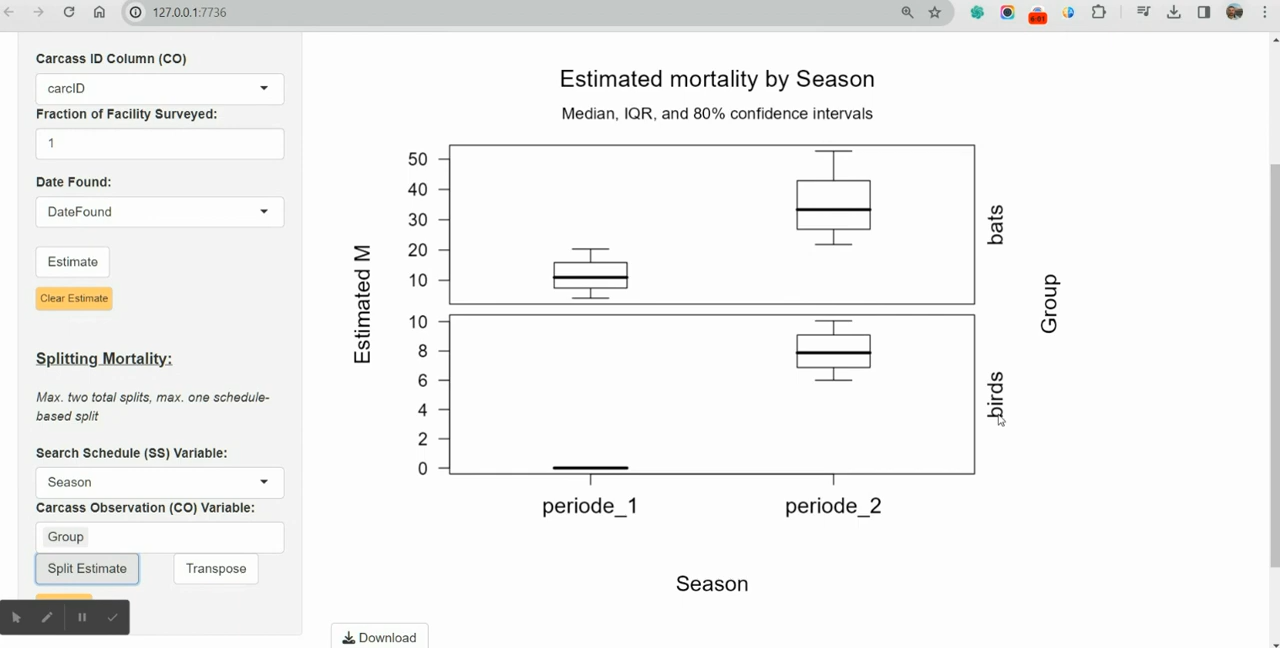 127.0.0.1:7736
6:01
Carcass ID Column (CO)
carcID
Fraction of Facility Surveyed:
1
Date Found:
DateFound
Estimate
Clear Estimate
Splitting Mortality:
Max. two total splits, max. one schedule-
based split
Search Schedule (SS) Variable:
Season
Carcass Observation (CO) Variable:
Group
Split Estimate
Transpose
Estimated mortality by Season
Median, IQR, and 80% confidence intervals
Estimated M
50
40
30
20
10
bats
10
8
6
4
2
0
birds
Group
periode_1
periode_2
Season
Download